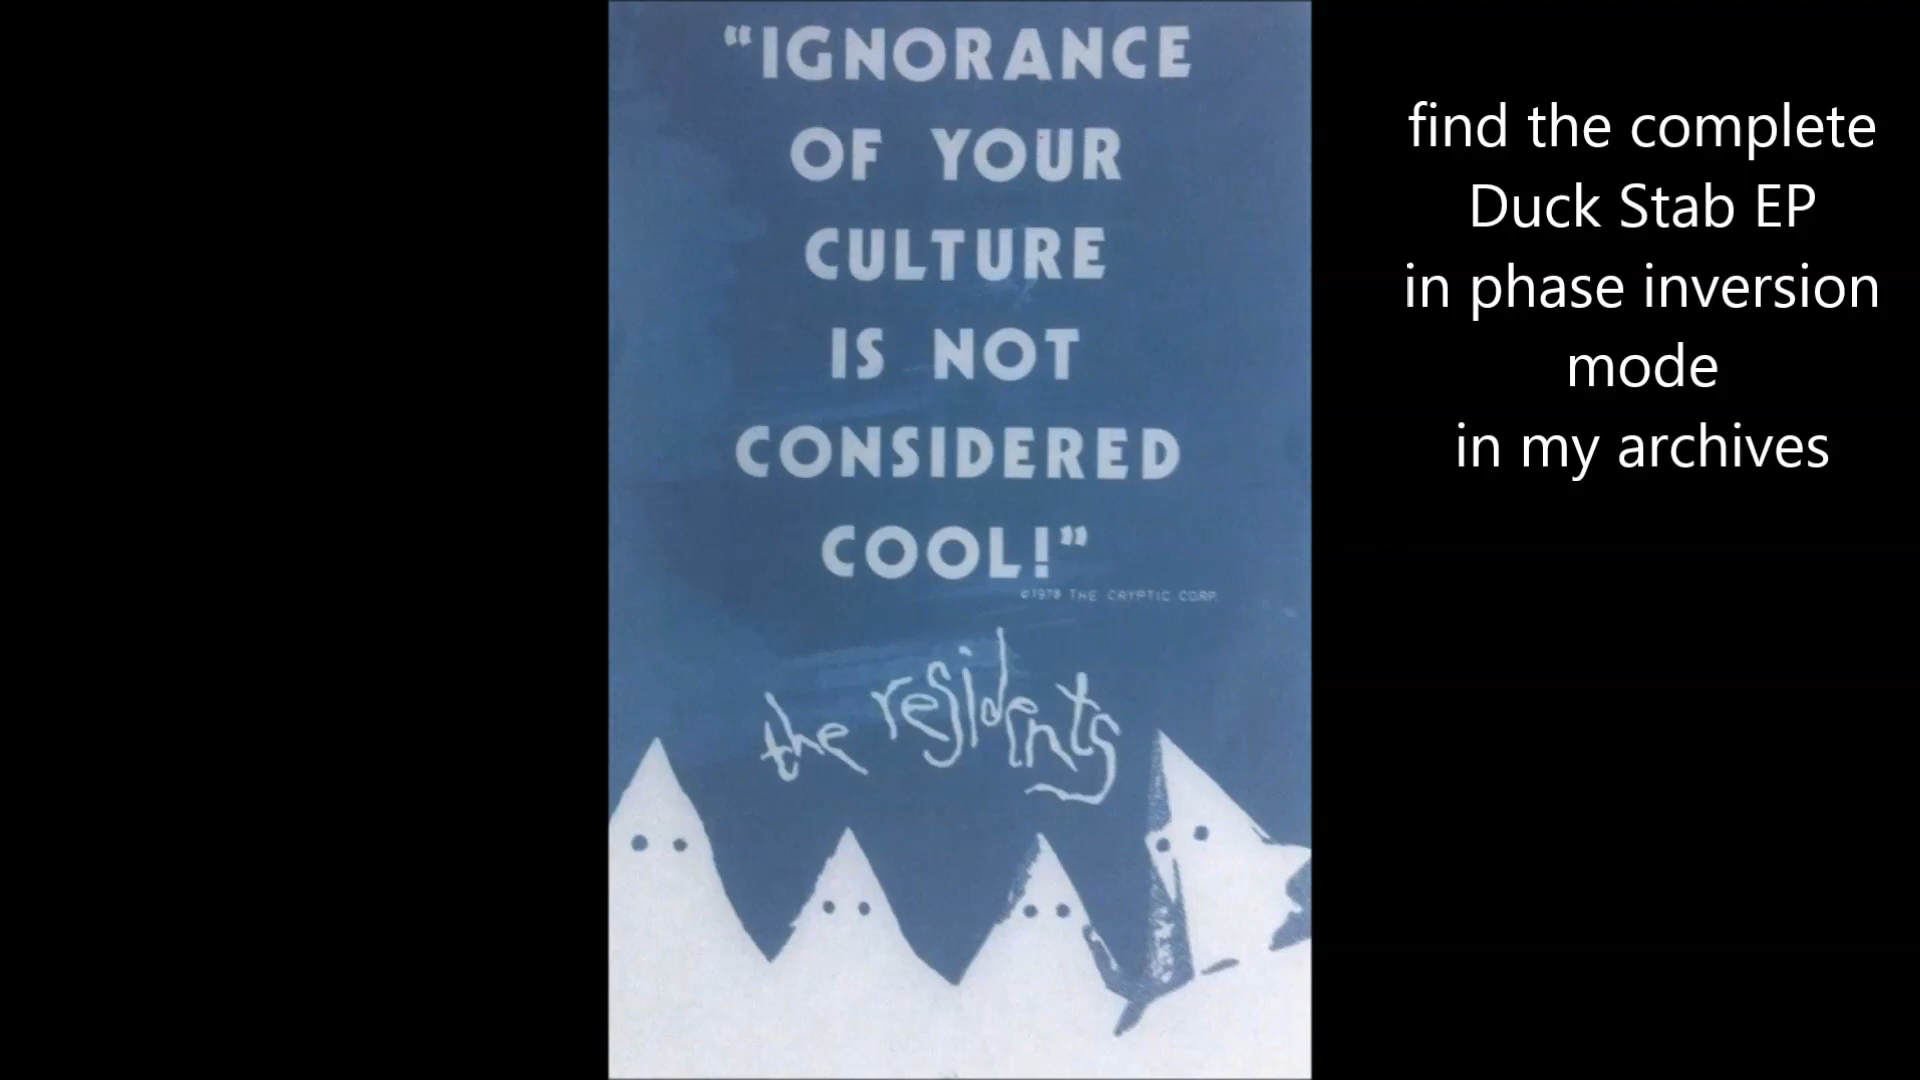 “IGNORANCE
OF YOUR
CULTURE
IS NOT
CONSIDERED
COOL!”
©1978 THE CRYPTIC CORP.
the residents
find the complete
Duck Stab EP
in phase inversion
mode
in my archives